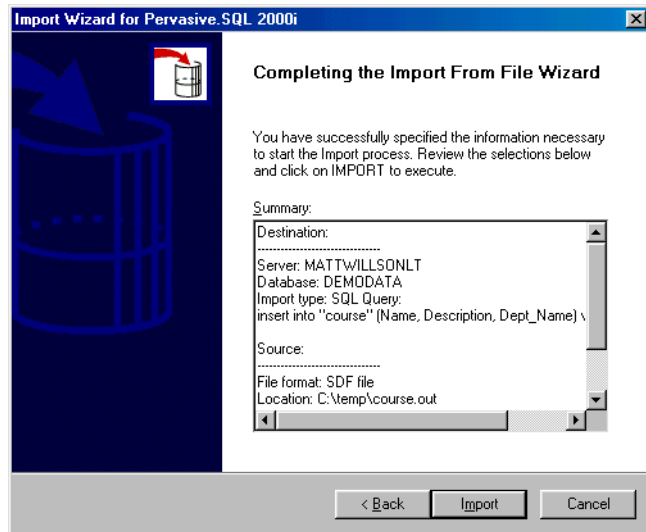 Import Wizard for Pervasive.SQL 2000i
Completing the Import From File Wizard
You have successfully specified the information necessary
to start the Import process. Review the selections below
and click on IMPORT to execute.
Summary:
Destination:
------------------------------
Server: MATTWILLSONLT
Database: DEMODATA
Import type: SQL Query:
insert into "course" (Name, Description, Dept_Name)
Source:
------------------------------
File format: SDF file
Location: C:\temp\course.out
< Back
Import
Cancel